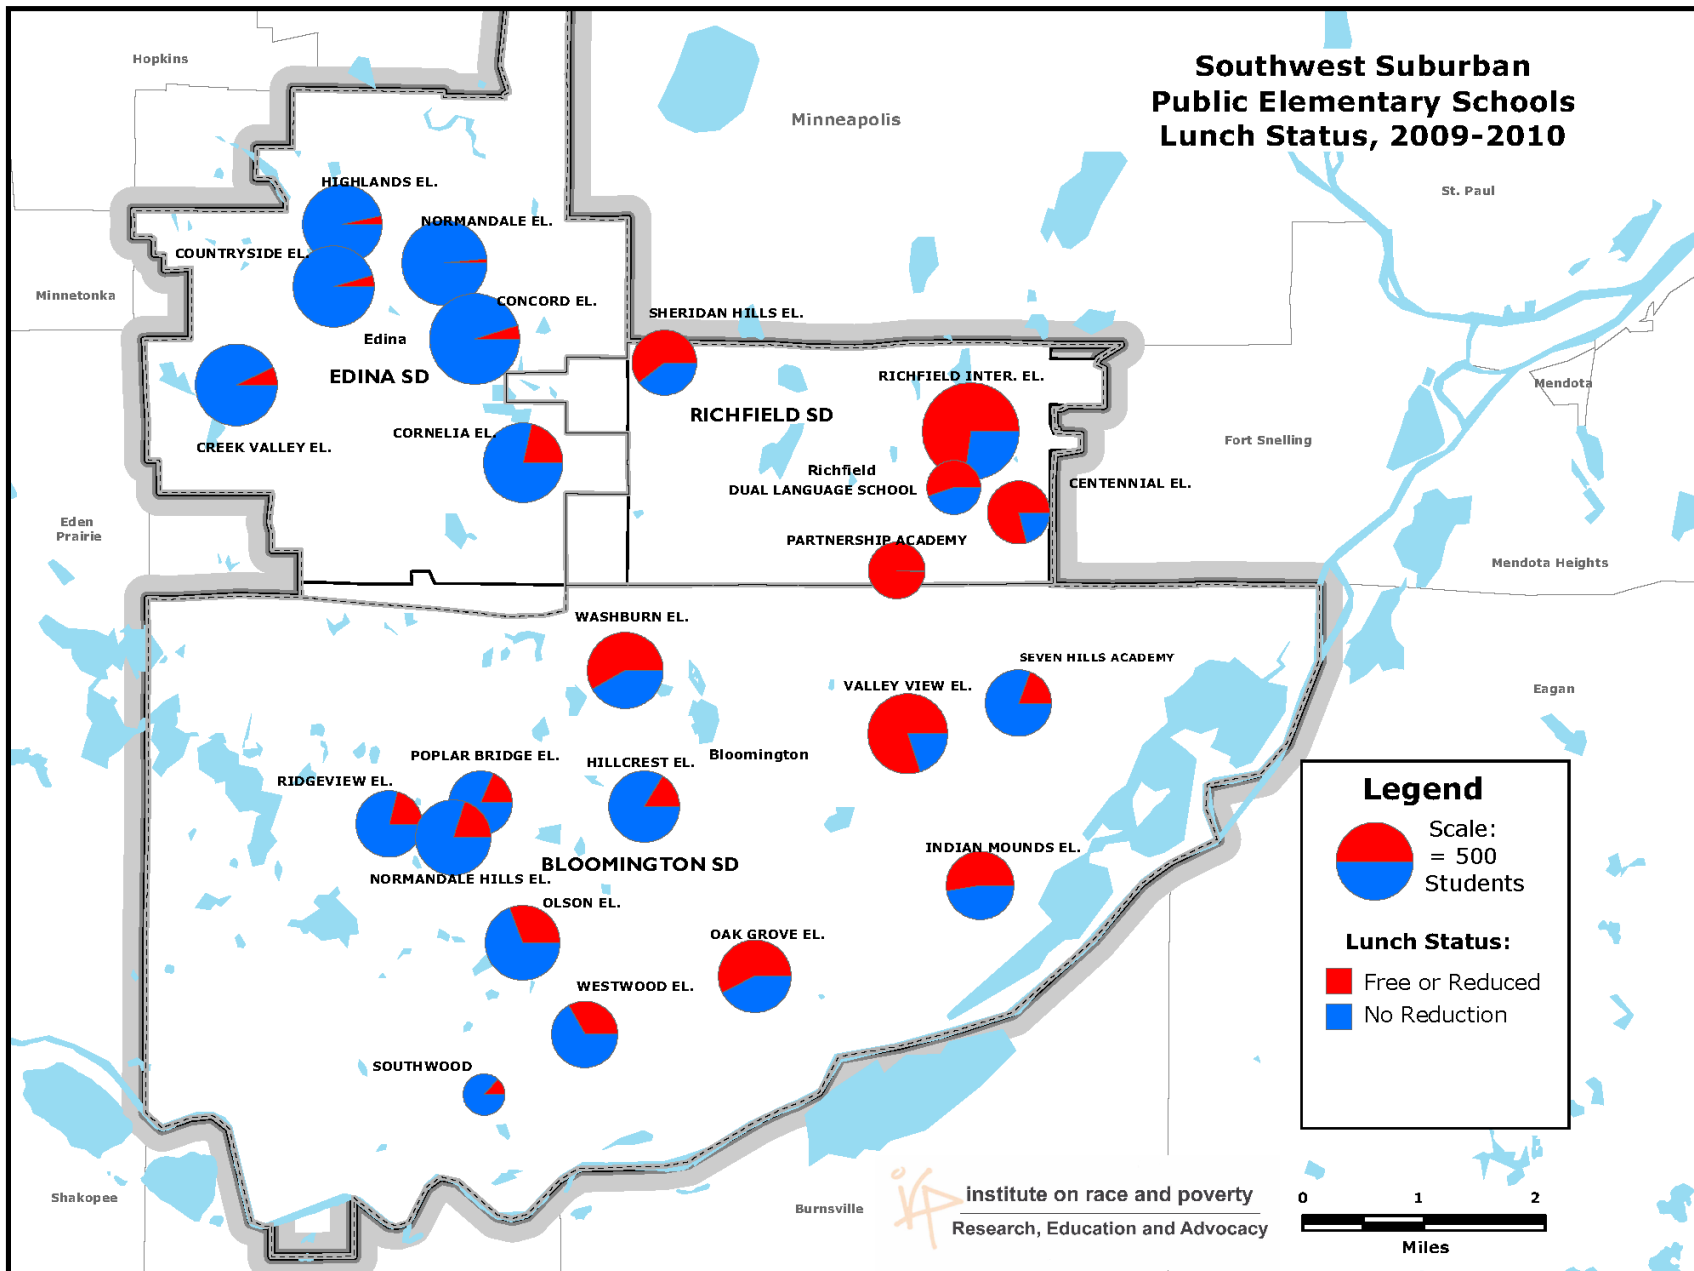 Southwest Suburban
Public Elementary Schools
Lunch Status, 2009-2010
Hopkins
Minneapolis
St. Paul
HIGHLANDS EL.
NORMANDALE EL.
COUNTRYSIDE EL.
Minnetonka
CONCORD EL.
SHERIDAN HILLS EL.
Edina
EDINA SD
RICHFIELD INTER. EL.
Mendota
RICHFIELD SD
CORNELIA EL.
Fort Snelling
CREEK VALLEY EL.
Richfield
DUAL LANGUAGE SCHOOL
CENTENNIAL EL.
Eden
Prairie
PARTNERSHIP ACADEMY
Mendota Heights
WASHBURN EL.
SEVEN HILLS ACADEMY
VALLEY VIEW EL.
Eagan
POPLAR BRIDGE EL.
HILLCREST EL.
Bloomington
RIDGEVIEW EL.
INDIAN MOUNDS EL.
BLOOMINGTON SD
NORMANDALE HILLS EL.
OLSON EL.
OAK GROVE EL.
WESTWOOD EL.
SOUTHWOOD
Legend
Scale:
= 500
Students
Lunch Status:
Free or Reduced
No Reduction
Shakopee
Burnsville
irp
institute on race and poverty
Research, Education and Advocacy
0 1 2
Miles